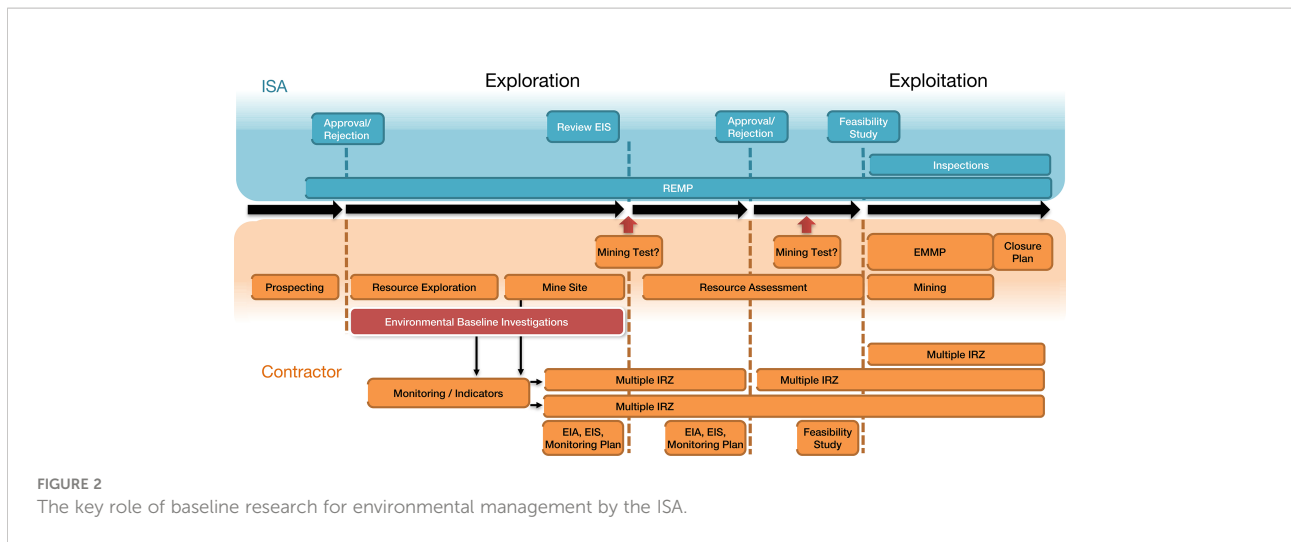 ISA
Exploration
Exploitation
Approval/
Rejection
Review EIS
Approval/
Rejection
Feasibility
Study
Inspections
REMP
Mining Test?
Mining Test?
EMMP
Closure
Plan
Prospecting
Resource Exploration
Mine Site
Resource Assessment
Mining
Environmental Baseline Investigations
Contractor
Multiple IRZ
Monitoring / Indicators
Multiple IRZ
Multiple IRZ
Multiple IRZ
EIA, EIS,
Monitoring Plan
EIA, EIS,
Monitoring Plan
Feasibility
Study
FIGURE 2
The key role of baseline research for environmental management by the ISA.